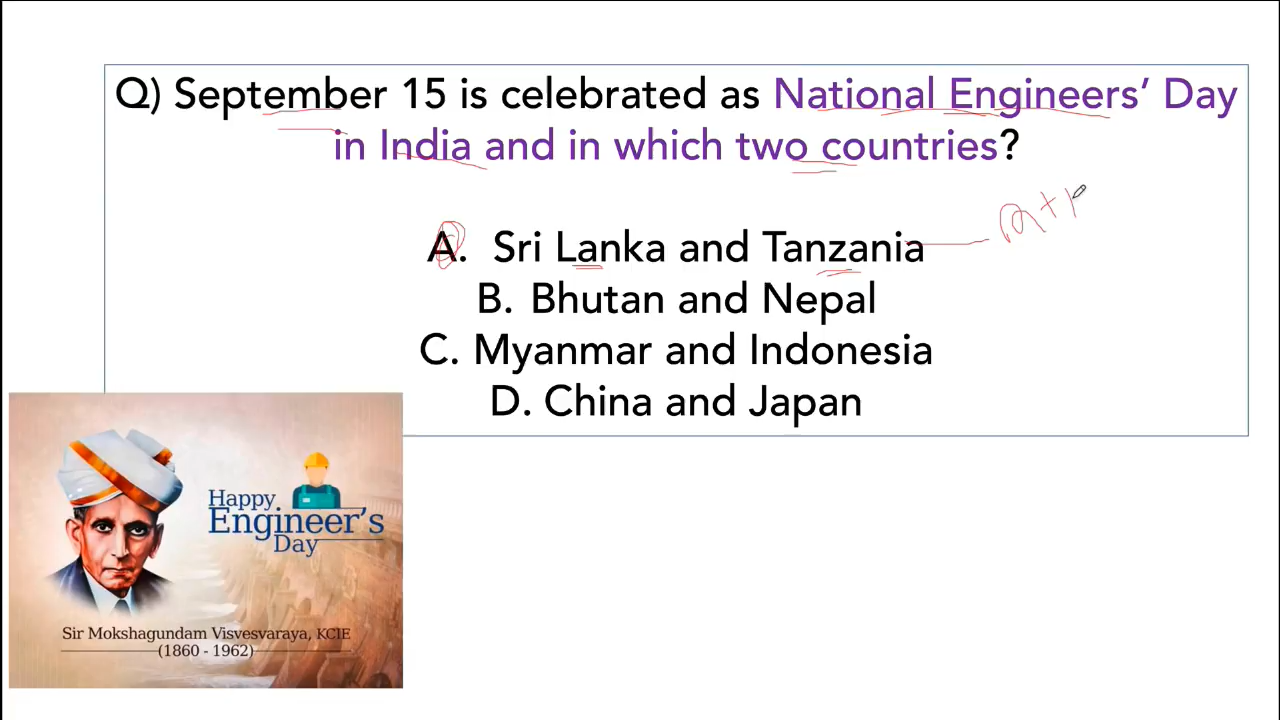 Q) September 15 is celebrated as National Engineers’ Day
in India and in which two countries?
A. Sri Lanka and Tanzania
B. Bhutan and Nepal
C. Myanmar and Indonesia
D. China and Japan
Happy
Engineer's
Day
Sir Mokshagundam Visvesvaraya, KCIE
(1860 - 1962)